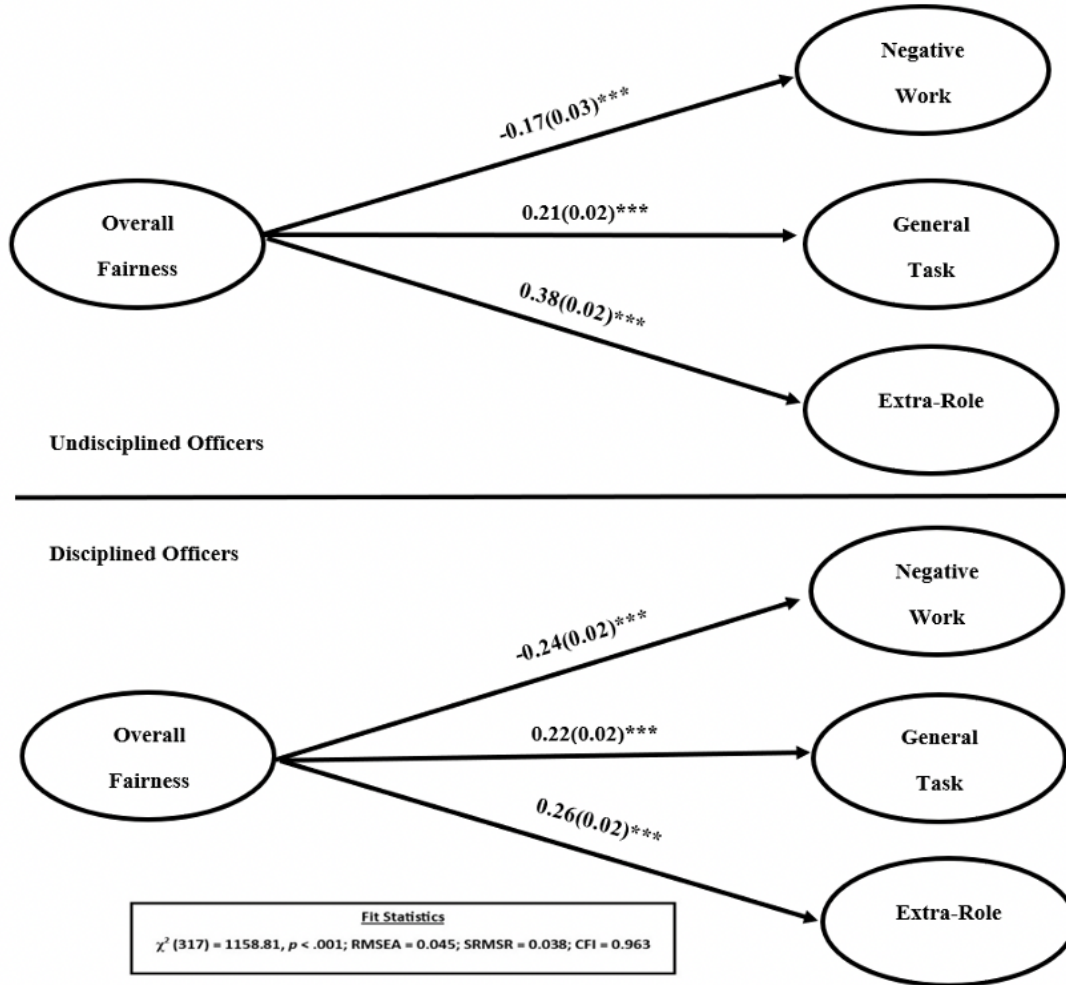 Negative
Work
-0.17(0.03)***
Overall
Fairness
0.21(0.02)***
General
Task
0.38(0.02)***
Extra-Role
Undisciplined Officers
Disciplined Officers
Negative
Work
-0.24(0.02)***
Overall
Fairness
0.22(0.02)***
General
Task
0.26(0.02)***
Extra-Role
Fit Statistics
χ² (317) = 1158.81, p < .001; RMSEA = 0.045; SRMSR = 0.038; CFI = 0.963